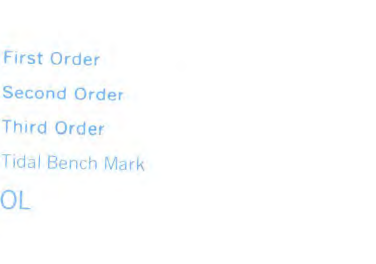 First Order
Second Order
Third Order
Tidal Bench Mark
OL